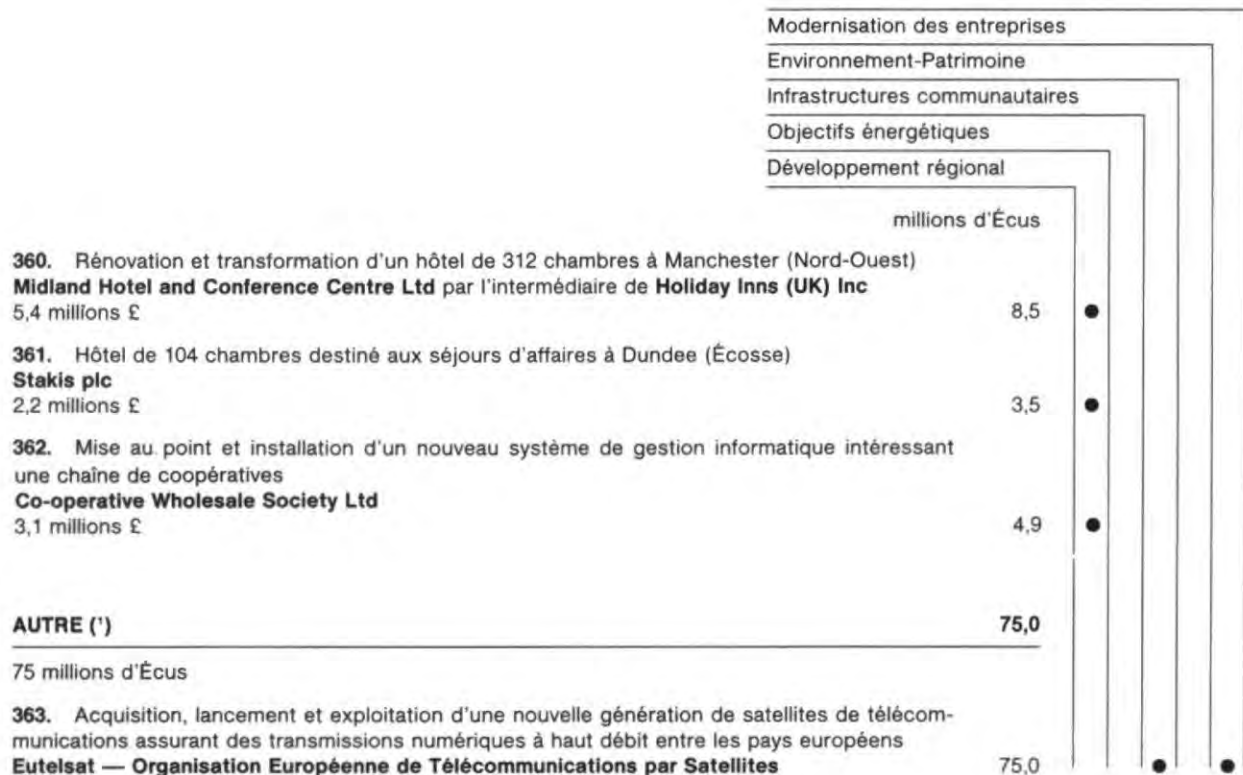 Modernisation des entreprises
Environnement-Patrimoine
Infrastructures communautaires
Objectifs énergétiques
Développement régional
millions d'Écus
360. Rénovation et transformation d'un hôtel de 312 chambres à Manchester (Nord-Ouest)
Midland Hotel and Conference Centre Ltd par l'intermédiaire de Holiday Inns (UK) Inc
5,4 millions £ 8,5 ●
361. Hôtel de 104 chambres destiné aux séjours d'affaires à Dundee (Écosse)
Stakis plc
2,2 millions £ 3,5 ●
362. Mise au point et installation d'un nouveau système de gestion informatique intéressant
une chaîne de coopératives
Co-operative Wholesale Society Ltd
3,1 millions £ 4,9 ●
AUTRE (¹) 75,0
75 millions d'Écus
363. Acquisition, lancement et exploitation d'une nouvelle génération de satellites de télécom-
munications assurant des transmissions numériques à haut débit entre les pays européens
Eutelsat — Organisation Européenne de Télécommunications par Satellites 75,0 ● ●